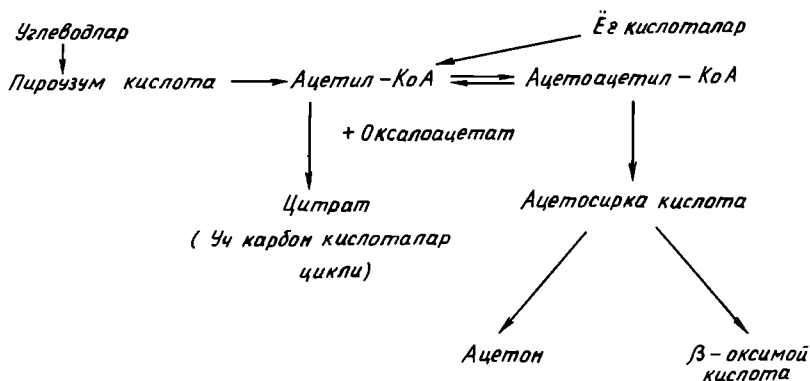 Углеводлар
Ёғ кислоталар
Пироузум кислота
Ацетил – КоА
Ацетоацетил – КоА
+ Оксалоацетат
Цитрат
( Уч карбон кислоталар
цикли)
Ацетосирка кислота
Ацетон
β – оксимой
кислота